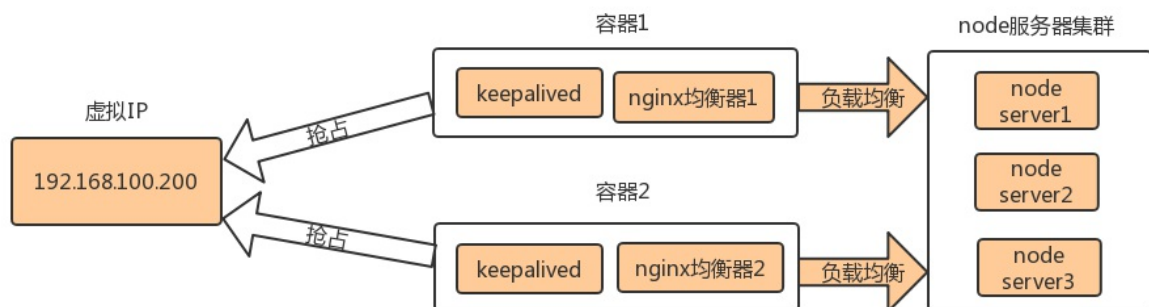 容器1
node服务器集群
虚拟IP
192.168.100.200
抢占
keepalived
nginx均衡器1
负载均衡
node
server1
node
server2
容器2
抢占
keepalived
nginx均衡器2
负载均衡
node
server3